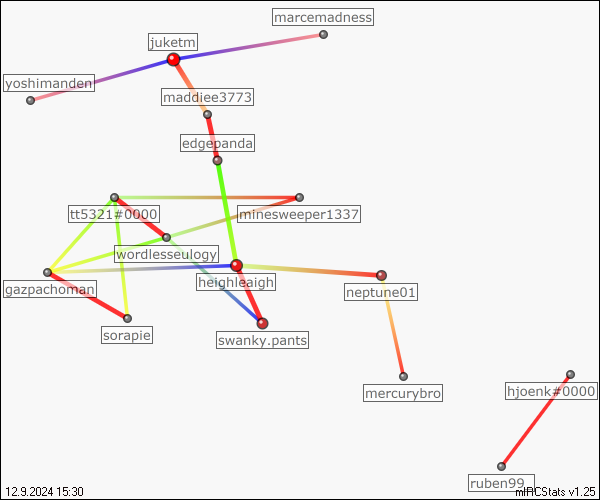 marcemadness
juketm
yoshimanden
maddiee3773
edgepanda
tt5321#0000
minesweeper1337
wordlesseulogy
gazpachoman
heighleaigh
neptune01
sorapie
swanky.pants
mercurybro
hjoenk#0000
ruben99_
12.9.2024 15:30
mIRCStats v1.25